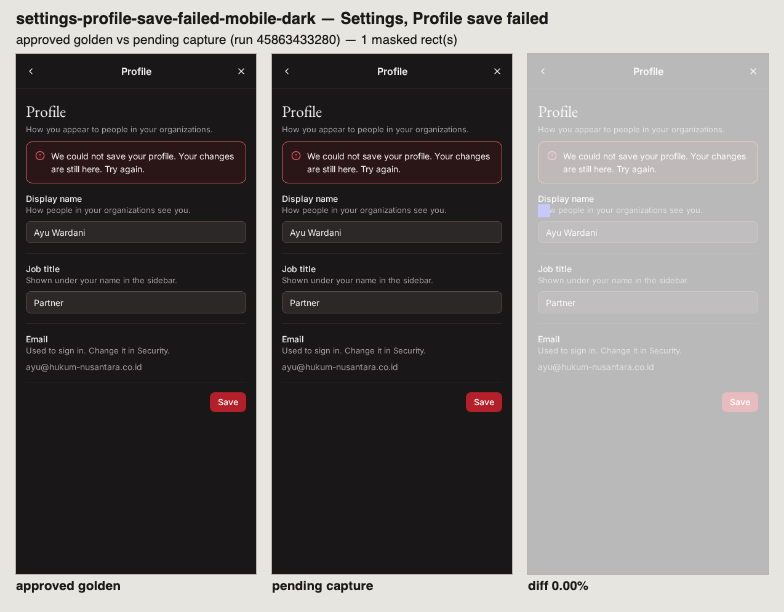 settings-profile-save-failed-mobile-dark — Settings, Profile save failed
approved golden vs pending capture (run 45863433280) — 1 masked rect(s)
Profile
Profile
How you appear to people in your organizations.
We could not save your profile. Your changes
are still here. Try again.
Display name
How people in your organizations see you.
Ayu Wardani
Job title
Shown under your name in the sidebar.
Partner
Email
Used to sign in. Change it in Security.
ayu@hukum-nusantara.co.id
Save
approved golden
Profile
Profile
How you appear to people in your organizations.
We could not save your profile. Your changes
are still here. Try again.
Display name
How people in your organizations see you.
Ayu Wardani
Job title
Shown under your name in the sidebar.
Partner
Email
Used to sign in. Change it in Security.
ayu@hukum-nusantara.co.id
Save
pending capture
Profile
Profile
How you appear to people in your organizations.
We could not save your profile. Your changes
are still here. Try again.
Display name
people in your organizations see you.
Ayu Wardani
Job title
Shown under your name in the sidebar.
Partner
Email
Used to sign in. Change it in Security.
ayu@hukum-nusantara.co.id
Save
diff 0.00%